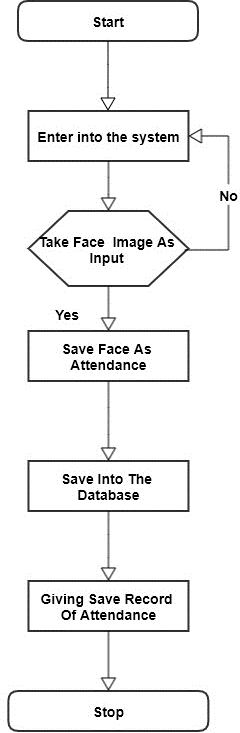 Start
Enter into the system
Take Face Image As
Input
No
Yes
Save Face As
Attendance
Save Into The
Database
Giving Save Record
Of Attendance
Stop